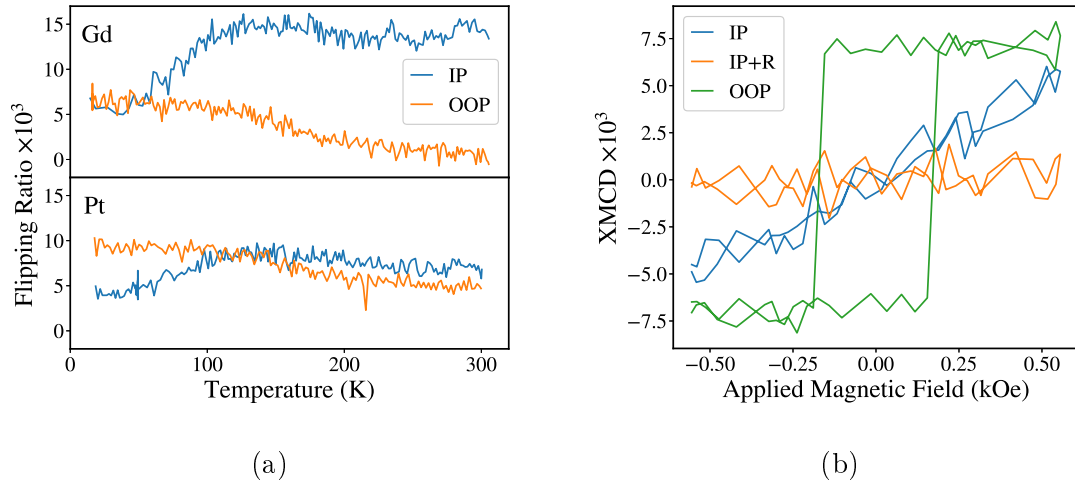 Gd
IP
OOP
15
10
5
0
Pt
15
10
5
0
Flipping Ratio ×10³
0
100
200
300
Temperature (K)
(a)
IP
IP+R
OOP
7.5
5.0
2.5
0.0
−2.5
−5.0
−7.5
XMCD ×10³
−0.50
−0.25
0.00
0.25
0.50
Applied Magnetic Field (kOe)
(b)